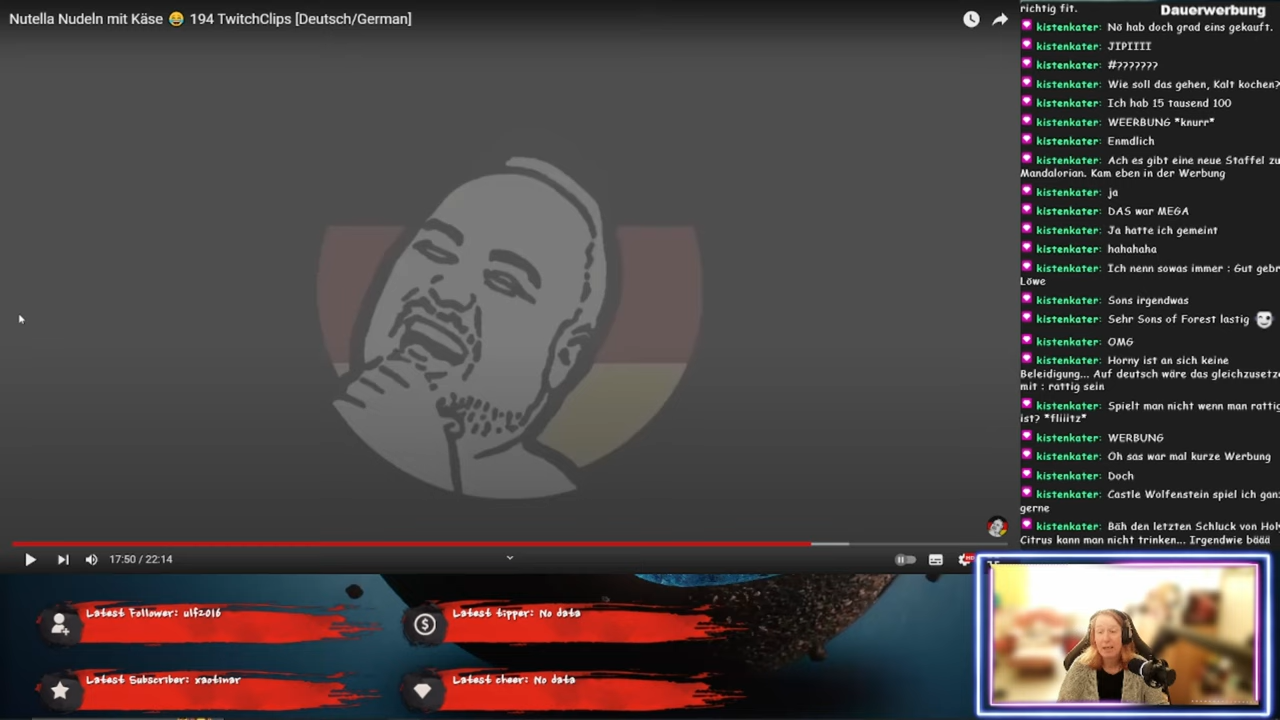 Nutella Nudeln mit Käse 😂 194 TwitchClips [Deutsch/German]
17:50 / 22:14
Latest Follower: ulf2016
Latest tipper: No data
Latest Subscriber: xaotinar
Latest cheer: No data
Dauerwerbung
richtig fit.
kistenkater: Nö hab doch grad eins gekauft.
kistenkater: JIPIIII
kistenkater: #???????
kistenkater: Wie soll das gehen, Kalt kochen?
kistenkater: Ich hab 15 tausend 100
kistenkater: WEERBUNG *knurr*
kistenkater: Enmdlich
kistenkater: Ach es gibt eine neue Staffel zu
Mandalorian. Kam eben in der Werbung
kistenkater: ja
kistenkater: DAS war MEGA
kistenkater: Ja hatte ich gemeint
kistenkater: hahahaha
kistenkater: Ich nenn sowas immer : Gut gebr
Löwe
kistenkater: Sons irgendwas
kistenkater: Sehr Sons of Forest lastig
kistenkater: OMG
kistenkater: Horny ist an sich keine
Beleidigung... Auf deutsch wäre das gleichzusetze
mit : rattig sein
kistenkater: Spielt man nicht wenn man rattig
ist? *fliiitz*
kistenkater: WERBUNG
kistenkater: Oh sas war mal kurze Werbung
kistenkater: Doch
kistenkater: Castle Wolfenstein spiel ich gan
gerne
kistenkater: Bäh den letzten Schluck von Hol
Citrus kann man nicht trinken... Irgendwie bäää